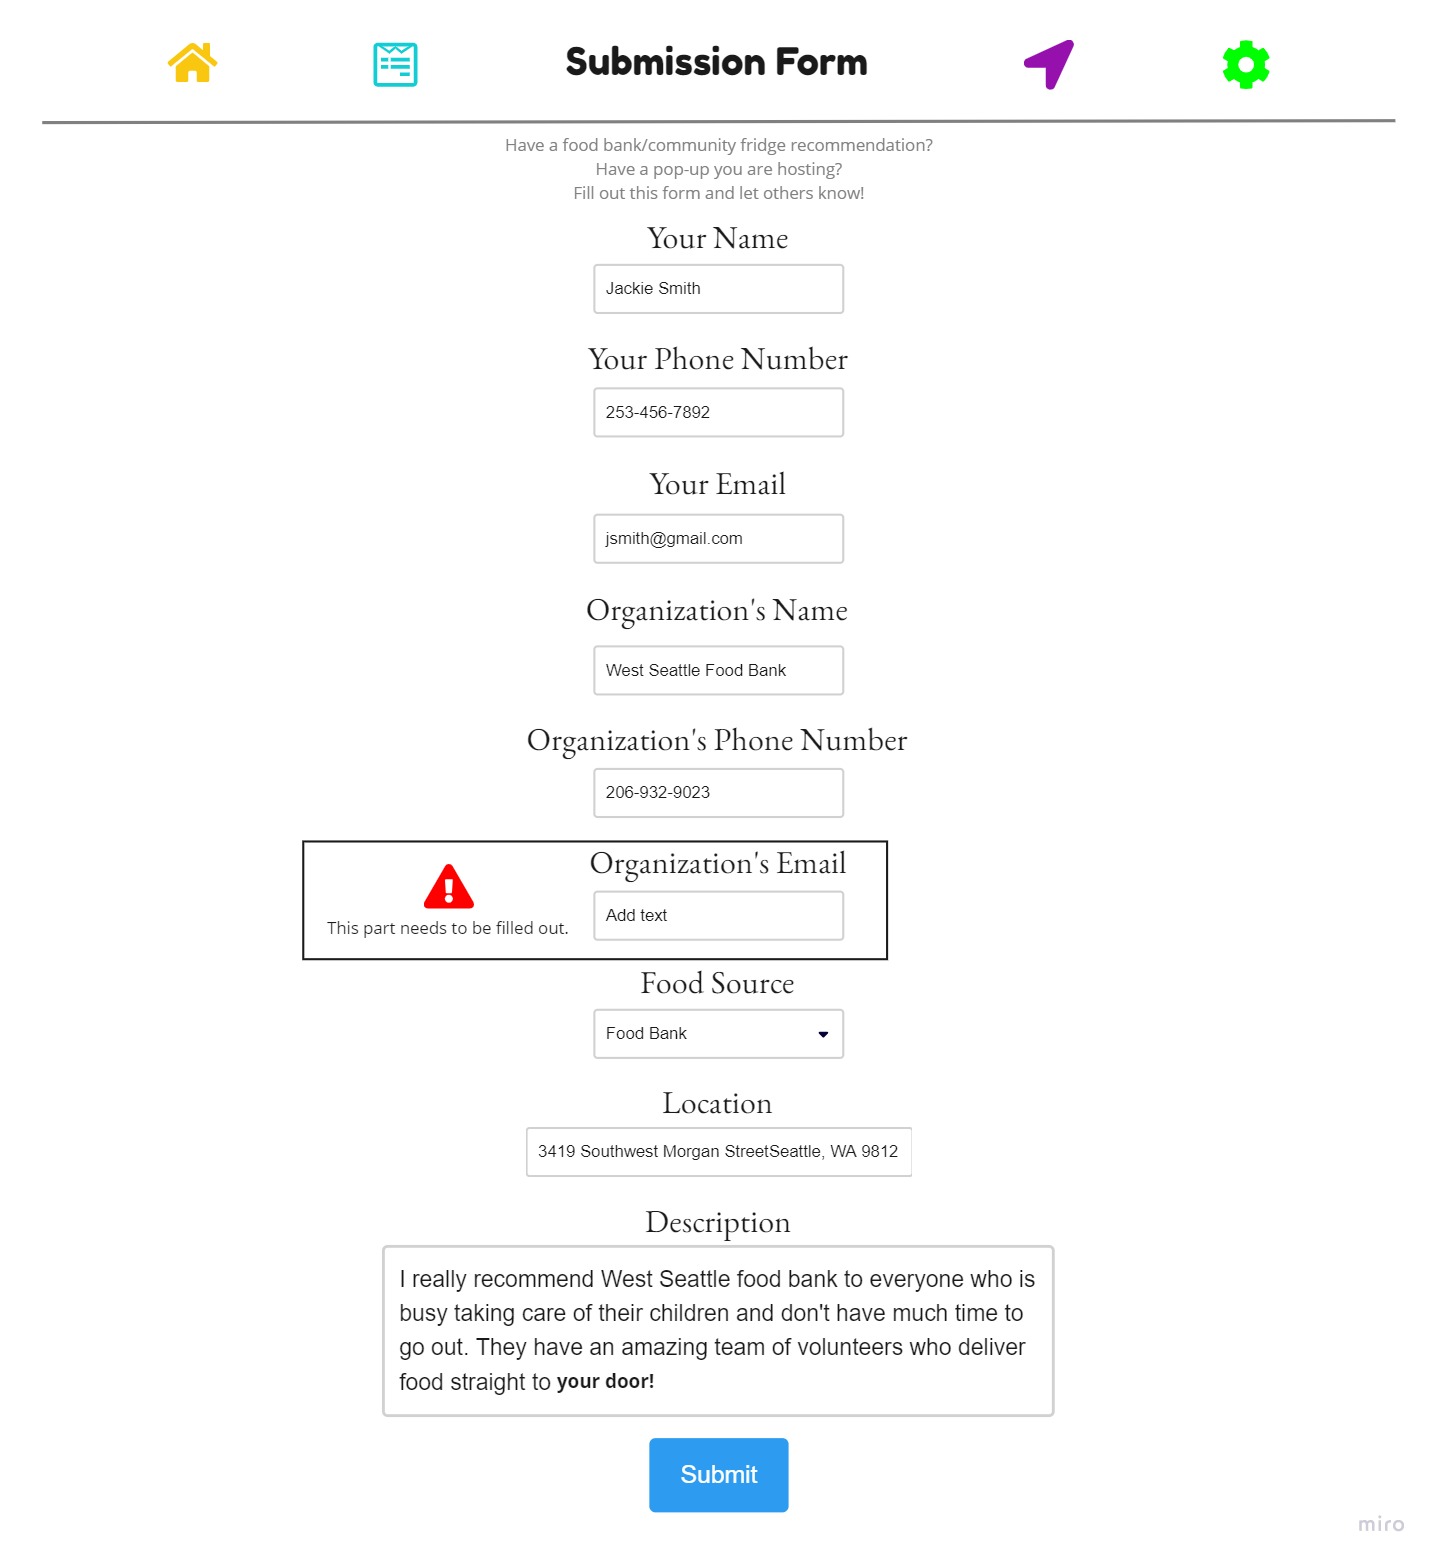 Submission Form
Have a food bank/community fridge recommendation?
Have a pop-up you are hosting?
Fill out this form and let others know!
Your Name
Jackie Smith
Your Phone Number
253-456-7892
Your Email
jsmith@gmail.com
Organization's Name
West Seattle Food Bank
Organization's Phone Number
206-932-9023
Organization's Email
This part needs to be filled out.
Add text
Food Source
Food Bank
Location
3419 Southwest Morgan StreetSeattle, WA 9812
Description
I really recommend West Seattle food bank to everyone who is
busy taking care of their children and don't have much time to
go out. They have an amazing team of volunteers who deliver
food straight to your door!
Submit
miro